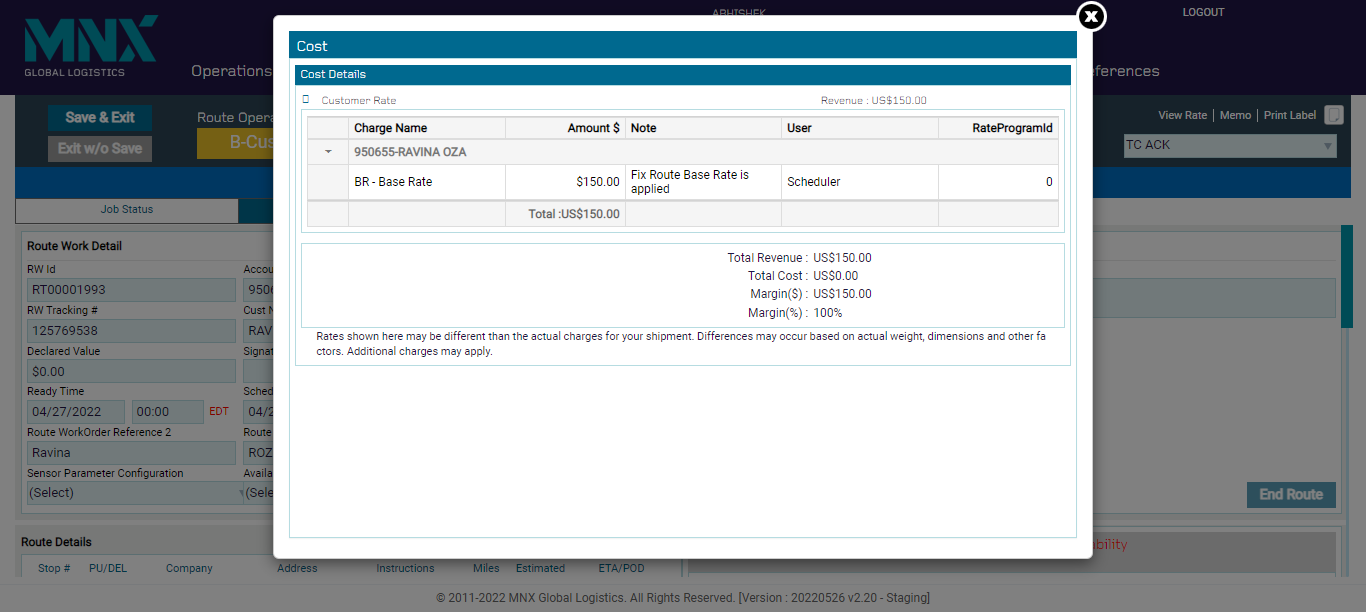 ABHISHEK
LOGOUT
MNX
GLOBAL LOGISTICS
Operations
Save & Exit
Exit w/o Save
Route Opera
B-Cus
View Rate | Memo | Print Label
TC ACK
Job Status
Cost
Cost Details
Customer Rate
Revenue : US$150.00
Charge Name Amount $ Note User RateProgramId
950655-RAVINA OZA
BR - Base Rate $150.00 Fix Route Base Rate is applied Scheduler 0
Total :US$150.00
Total Revenue : US$150.00
Total Cost : US$0.00
Margin($) : US$150.00
Margin(%) : 100%
Rates shown here may be different than the actual charges for your shipment. Differences may occur based on actual weight, dimensions and other fa
ctors. Additional charges may apply.
Route Work Detail
RW Id Accou
RT00001993 9506
RW Tracking # Cust N
125769538 RAV
Declared Value Signat
$0.00
Ready Time Sched
04/27/2022 00:00 EDT 04/2
Route WorkOrder Reference 2 Route
Ravina ROZ
Sensor Parameter Configuration Availa
(Select) (Sele
End Route
Route Details
Stop # PU/DEL Company Address Instructions Miles Estimated ETA/POD
ability
© 2011-2022 MNX Global Logistics. All Rights Reserved. [Version : 20220526 v2.20 - Staging]